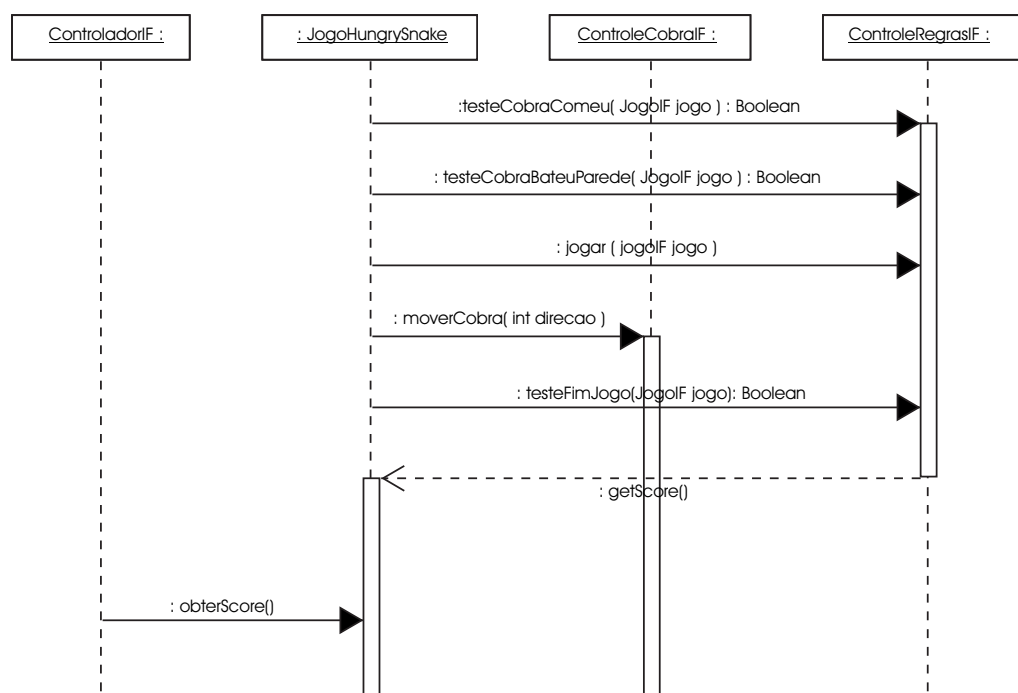 ControladorIF :
: JogoHungrySnake
ControleCobraIF :
ControleRegrasIF :
:testeCobraComeu( JogoIF jogo ) : Boolean
: testeCobraBateuParede( JogoIF jogo ) : Boolean
: jogar ( jogoIF jogo )
: moverCobra( int direcao )
: testeFimJogo(JogoIF jogo): Boolean
: getScore()
: obterScore()